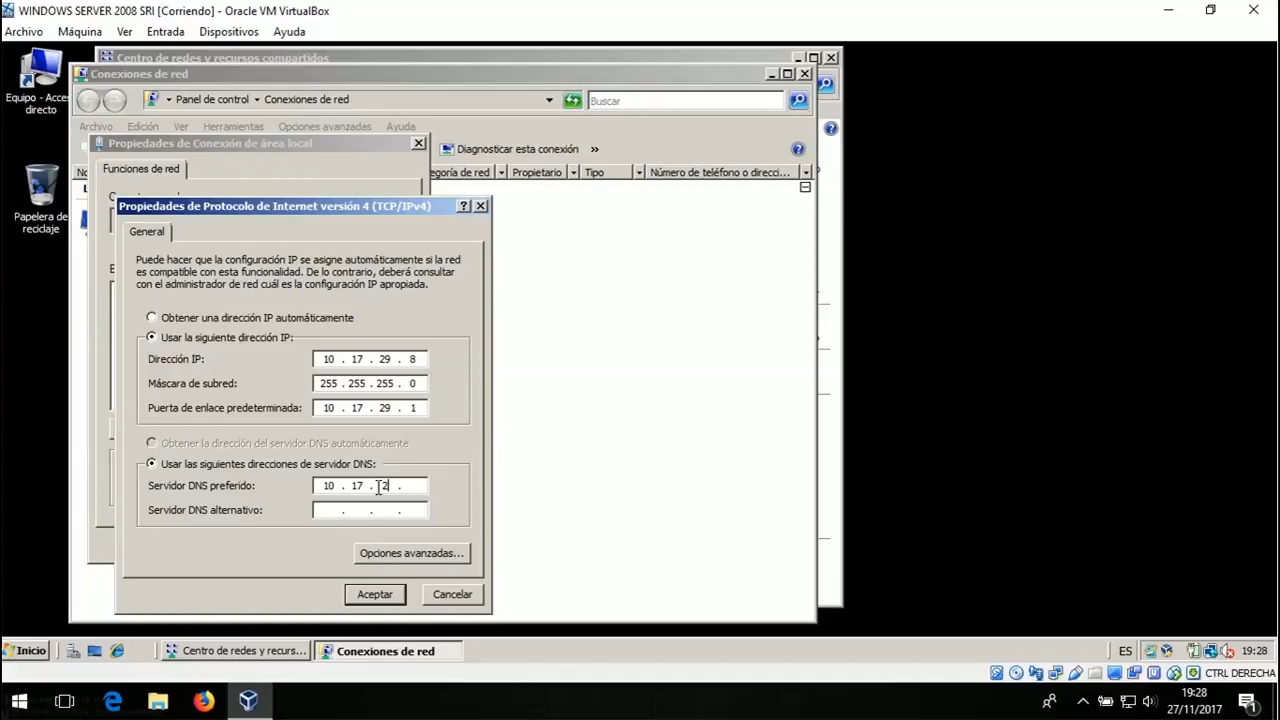 WINDOWS SERVER 2008 SRI [Corriendo] - Oracle VM VirtualBox
Archivo Máquina Ver Entrada Dispositivos Ayuda
Centro de redes y recursos compartidos
Conexiones de red
Equipo - Acces directo
Panel de control Conexiones de red
Buscar
Archivo Edición Ver Herramientas Opciones avanzadas Ayuda
Propiedades de Conexión de área local
Diagnosticar esta conexión »
Funciones de red
egoría de red Propietario Tipo Número de teléfono o direcci...
Papelera de reciclaje
Propiedades de Protocolo de Internet versión 4 (TCP/IPv4)
General
Puede hacer que la configuración IP se asigne automáticamente si la red
es compatible con esta funcionalidad. De lo contrario, deberá consultar
con el administrador de red cuál es la configuración IP apropiada.
Obtener una dirección IP automáticamente
Usar la siguiente dirección IP:
Dirección IP: 10 . 17 . 29 . 8
Máscara de subred: 255 . 255 . 255 . 0
Puerta de enlace predeterminada: 10 . 17 . 29 . 1
Obtener la dirección del servidor DNS automáticamente
Usar las siguientes direcciones de servidor DNS:
Servidor DNS preferido: 10 . 17 . 2 .
Servidor DNS alternativo: . . .
Opciones avanzadas...
Aceptar Cancelar
Inicio Centro de redes y recurs... Conexiones de red ES 19:28
CTRL DERECHA
19:28
27/11/2017